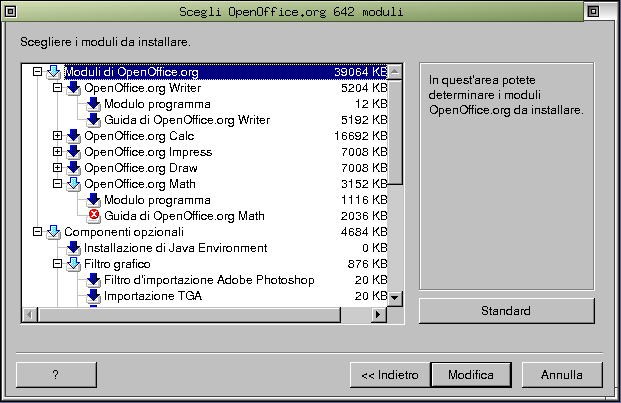 Scegli OpenOffice.org 642 moduli
Scegliere i moduli da installare.
Moduli di OpenOffice.org 39064 KB
OpenOffice.org Writer 5204 KB
Modulo programma 12 KB
Guida di OpenOffice.org Writer 5192 KB
OpenOffice.org Calc 16692 KB
OpenOffice.org Impress 7008 KB
OpenOffice.org Draw 7008 KB
OpenOffice.org Math 3152 KB
Modulo programma 1116 KB
Guida di OpenOffice.org Math 2036 KB
Componenti opzionali 4684 KB
Installazione di Java Environment 0 KB
Filtro grafico 876 KB
Filtro d'importazione Adobe Photoshop 20 KB
Importazione TGA 20 KB
In quest'area potete
determinare i moduli
OpenOffice.org da installare.
Standard
?
<< Indietro
Modifica
Annulla